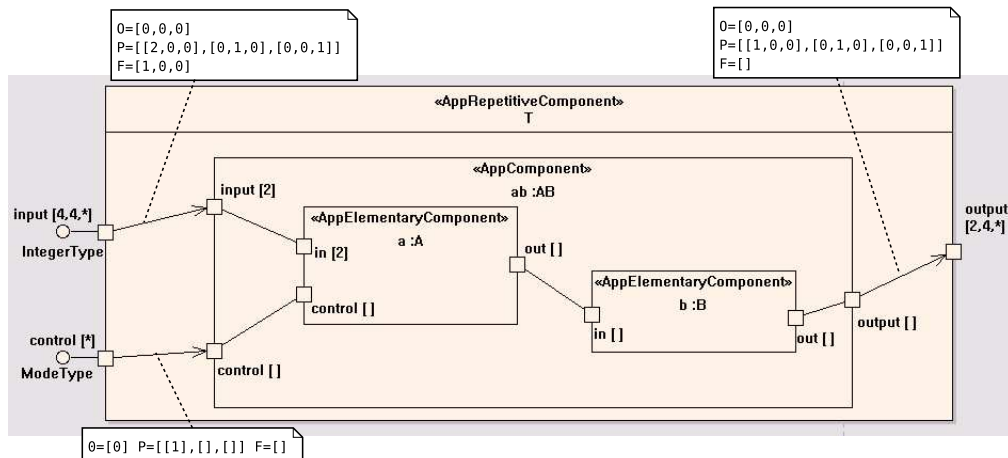 O=[0,0,0]
P=[[2,0,0],[0,1,0],[0,0,1]]
F=[1,0,0]
O=[0,0,0]
P=[[1,0,0],[0,1,0],[0,0,1]]
F=[]
«AppRepetitiveComponent»
T
«AppComponent»
ab :AB
input [2]
input [4,4,*]
IntegerType
«AppElementaryComponent»
a :A
in [2]
control []
out []
output
[2,4,*]
«AppElementaryComponent»
b :B
in []
out []
output []
control [*]
ModeType
control []
0=[0] P=[[1],[],[]] F=[]